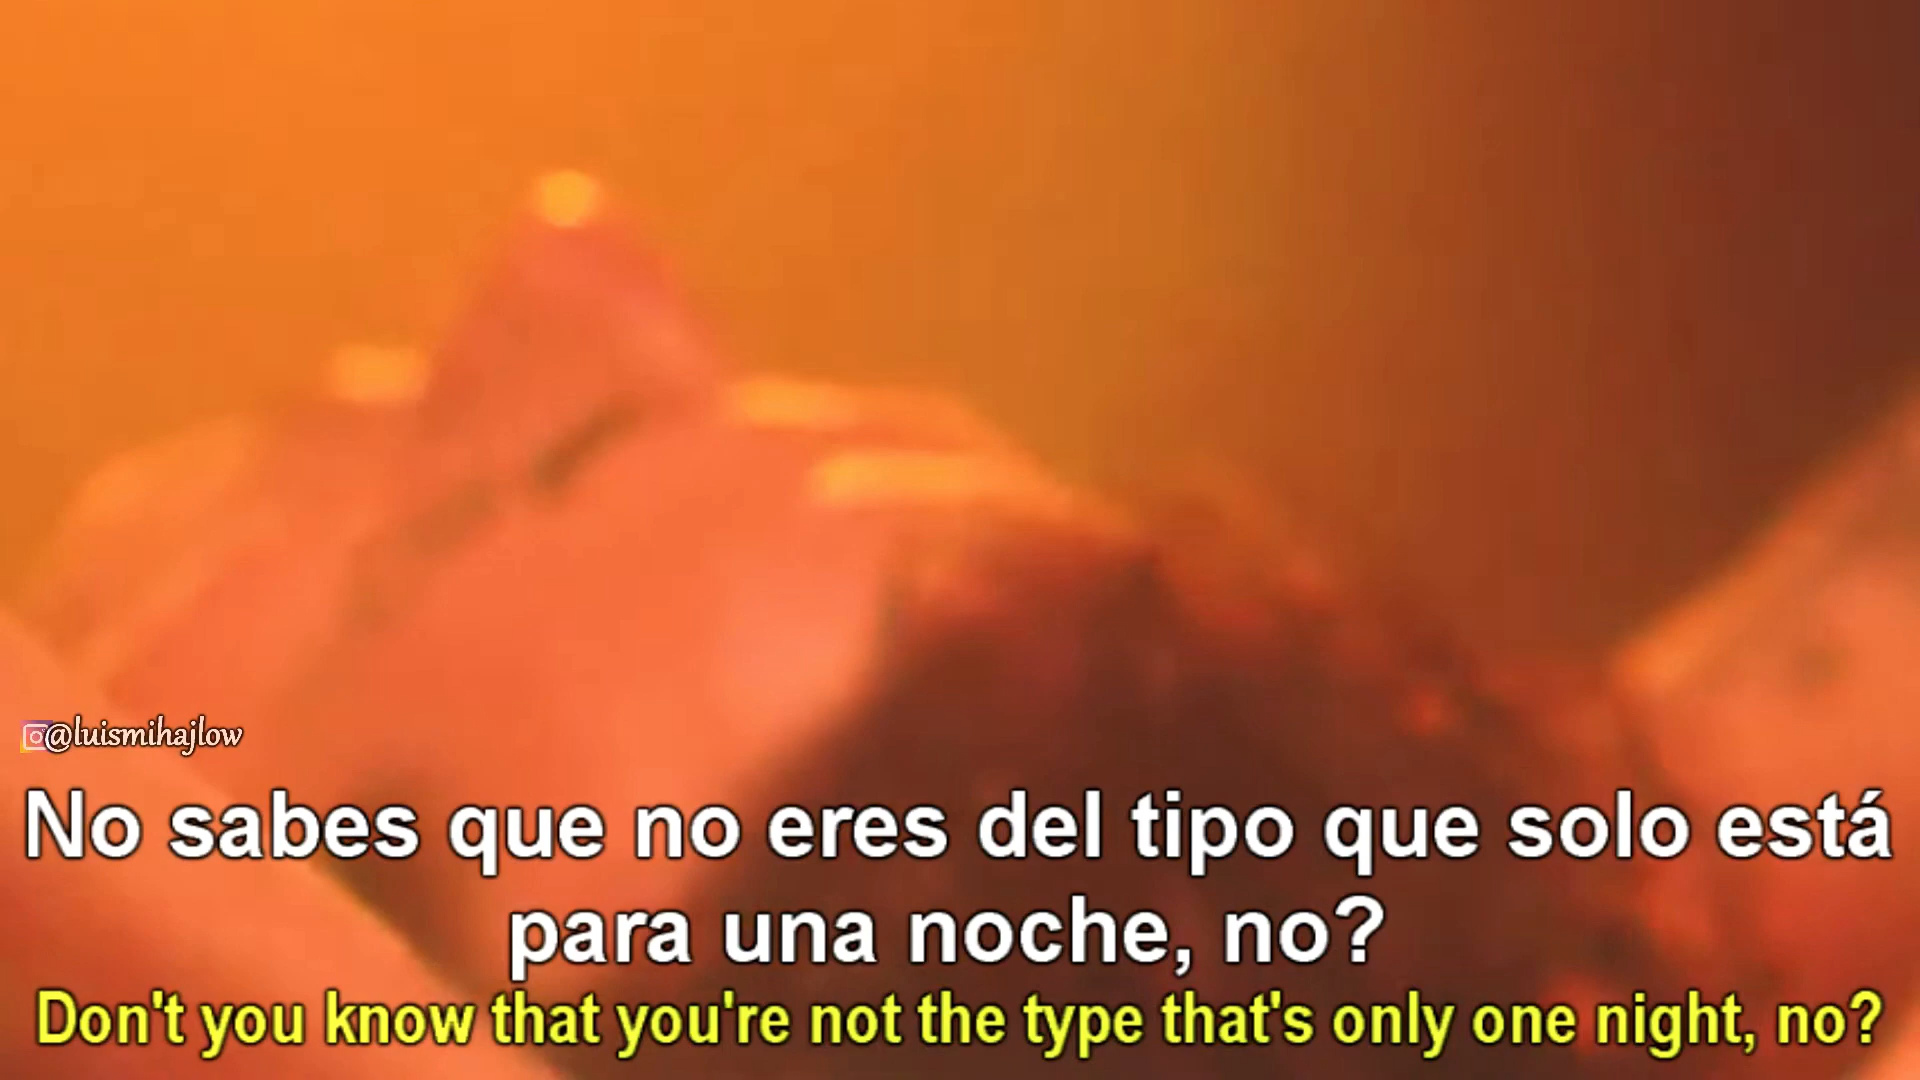 @luismihajlow
No sabes que no eres del tipo que solo está
para una noche, no?
Don't you know that you're not the type that's only one night, no?